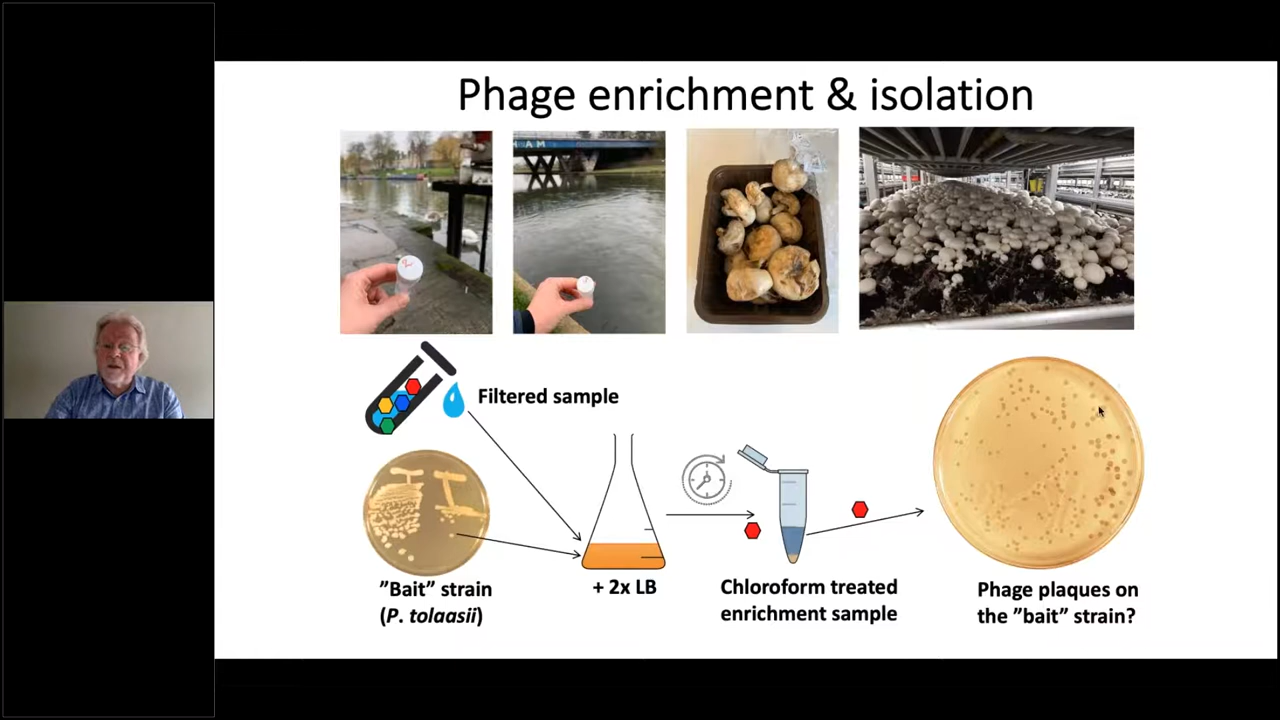 Phage enrichment & isolation
H A M
2
Filtered sample
”Bait” strain
(P. tolaasii)
+ 2x LB
Chloroform treated
enrichment sample
Phage plaques on
the ”bait” strain?